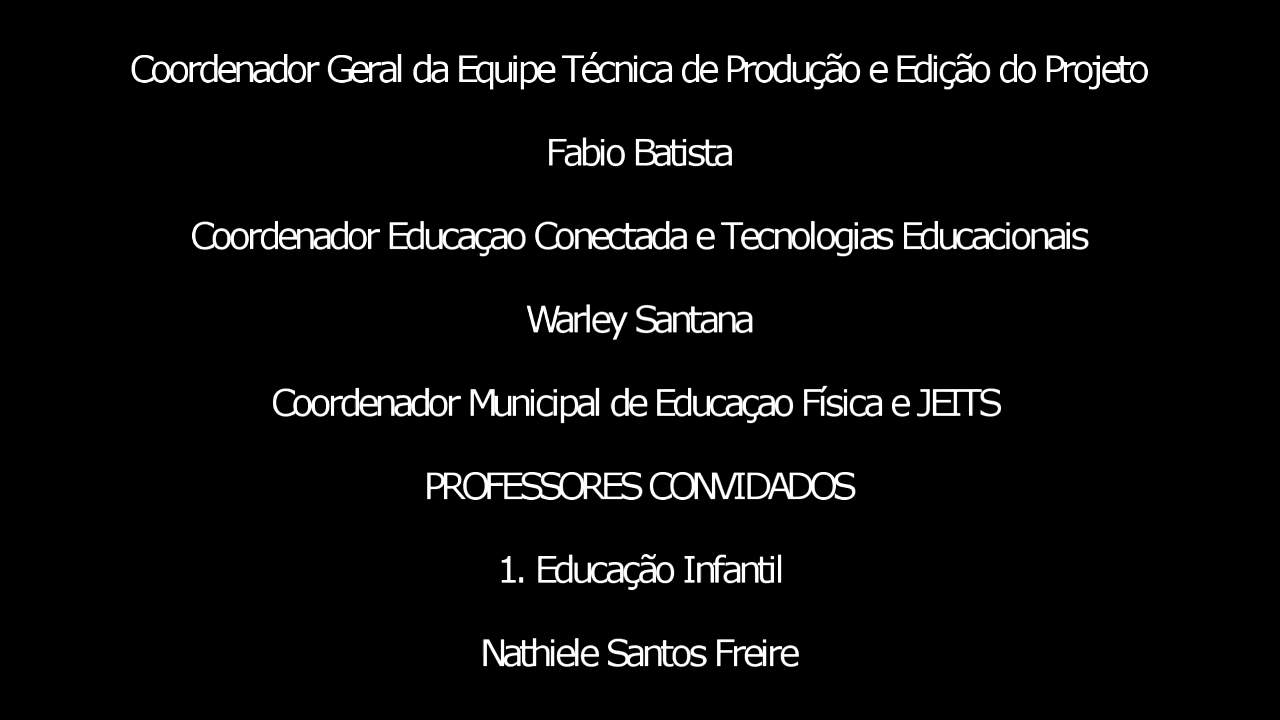 Coordenador Geral da Equipe Técnica de Produção e Edição do Projeto
Fabio Batista
Coordenador Educaçao Conectada e Tecnologias Educacionais
Warley Santana
Coordenador Municipal de Educaçao Física e JEITS
PROFESSORES CONVIDADOS
1. Educação Infantil
Nathiele Santos Freire